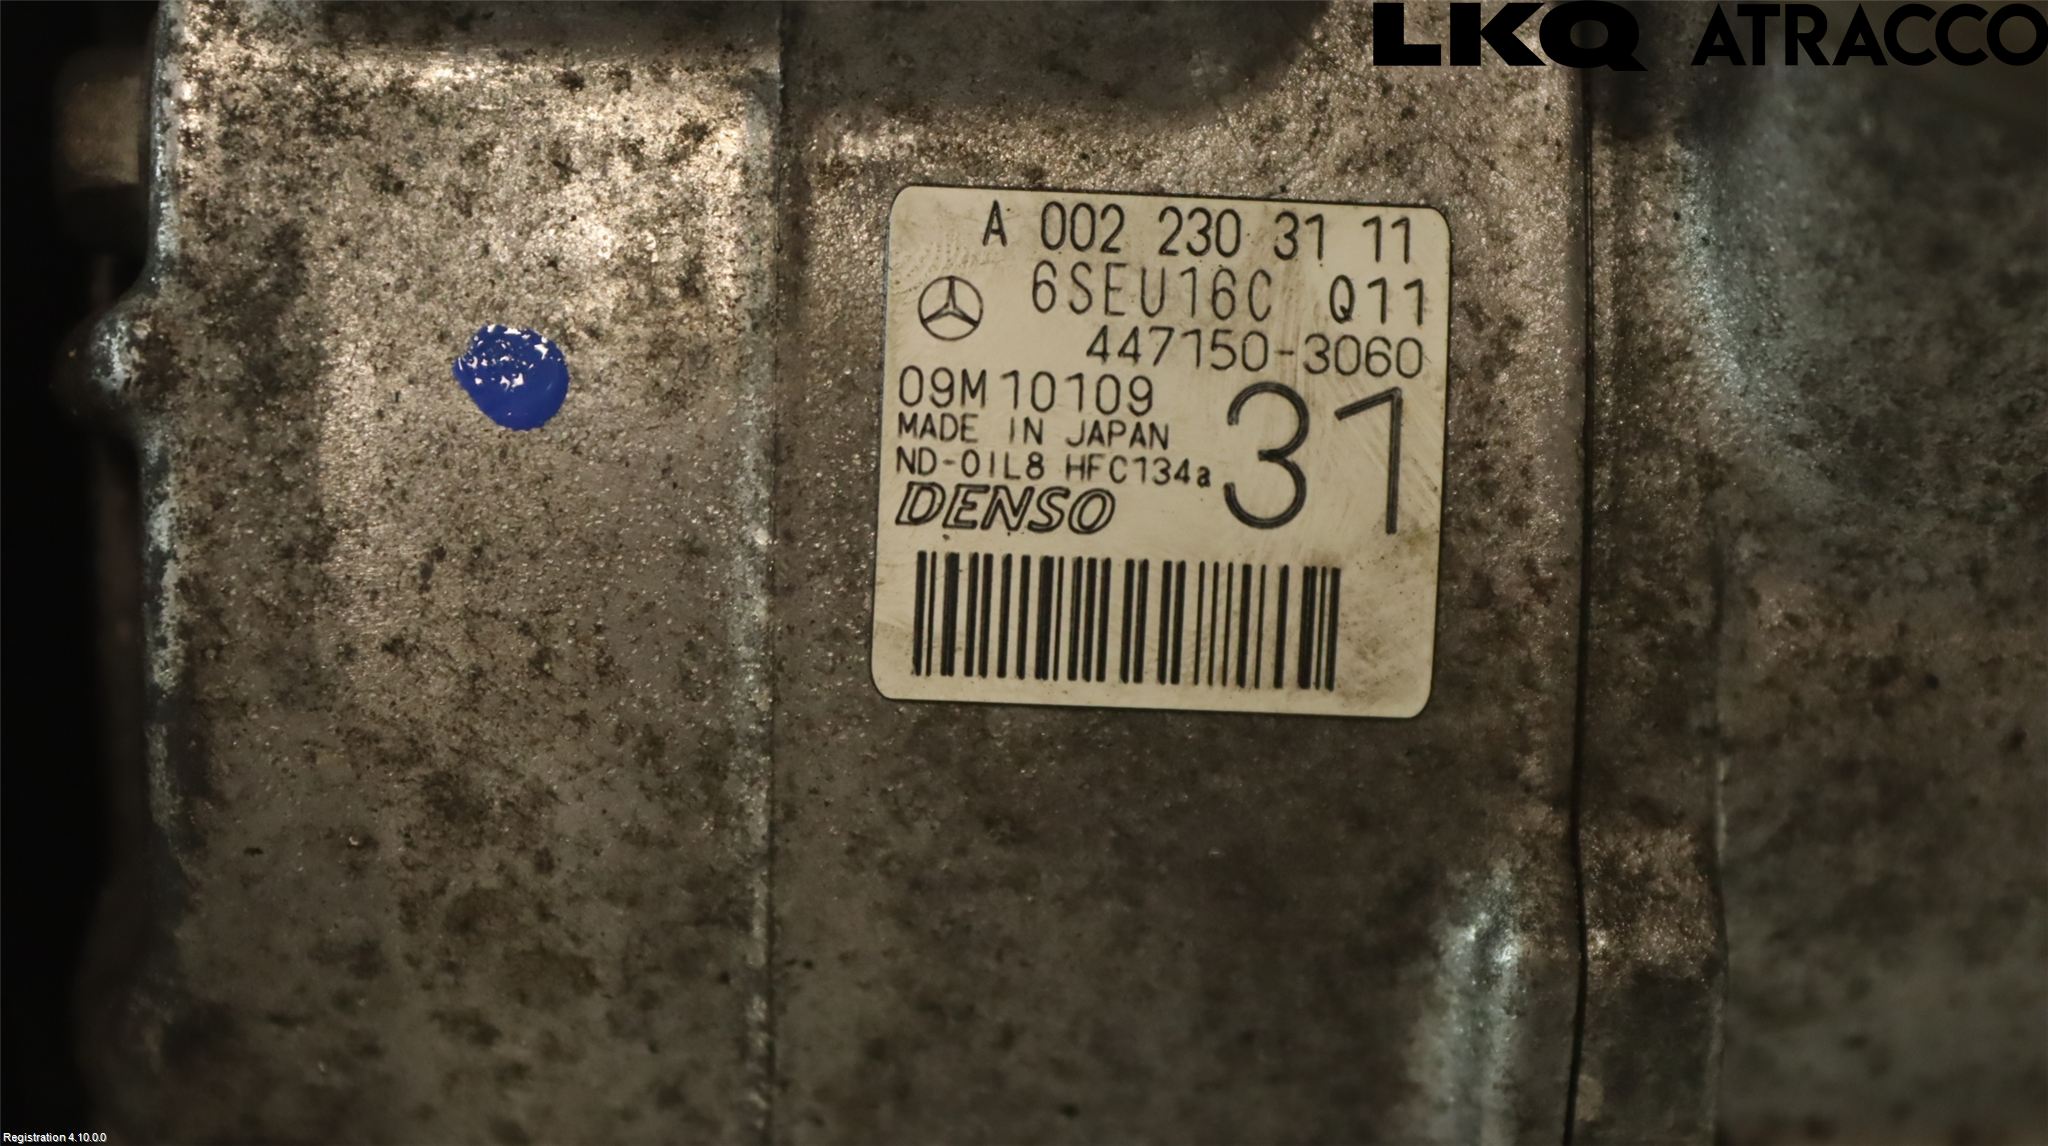 LKQ ATRACCO
A 002 230 31 11
6SEU16C Q11
447150-3060
09M10109
31
MADE IN JAPAN
ND-OIL8 HFC134a
DENSO
Registration 4.10.0.0